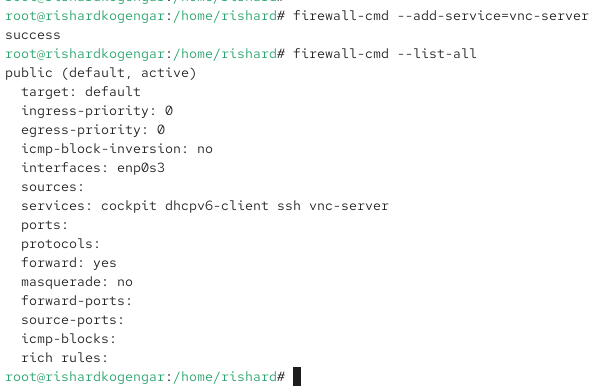 root@rishardkogengar:/home/rishard# firewall-cmd --add-service=vnc-server
success
root@rishardkogengar:/home/rishard# firewall-cmd --list-all
public (default, active)
  target: default
  ingress-priority: 0
  egress-priority: 0
  icmp-block-inversion: no
  interfaces: enp0s3
  sources:
  services: cockpit dhcpv6-client ssh vnc-server
  ports:
  protocols:
  forward: yes
  masquerade: no
  forward-ports:
  source-ports:
  icmp-blocks:
  rich rules:
root@rishardkogengar:/home/rishard#